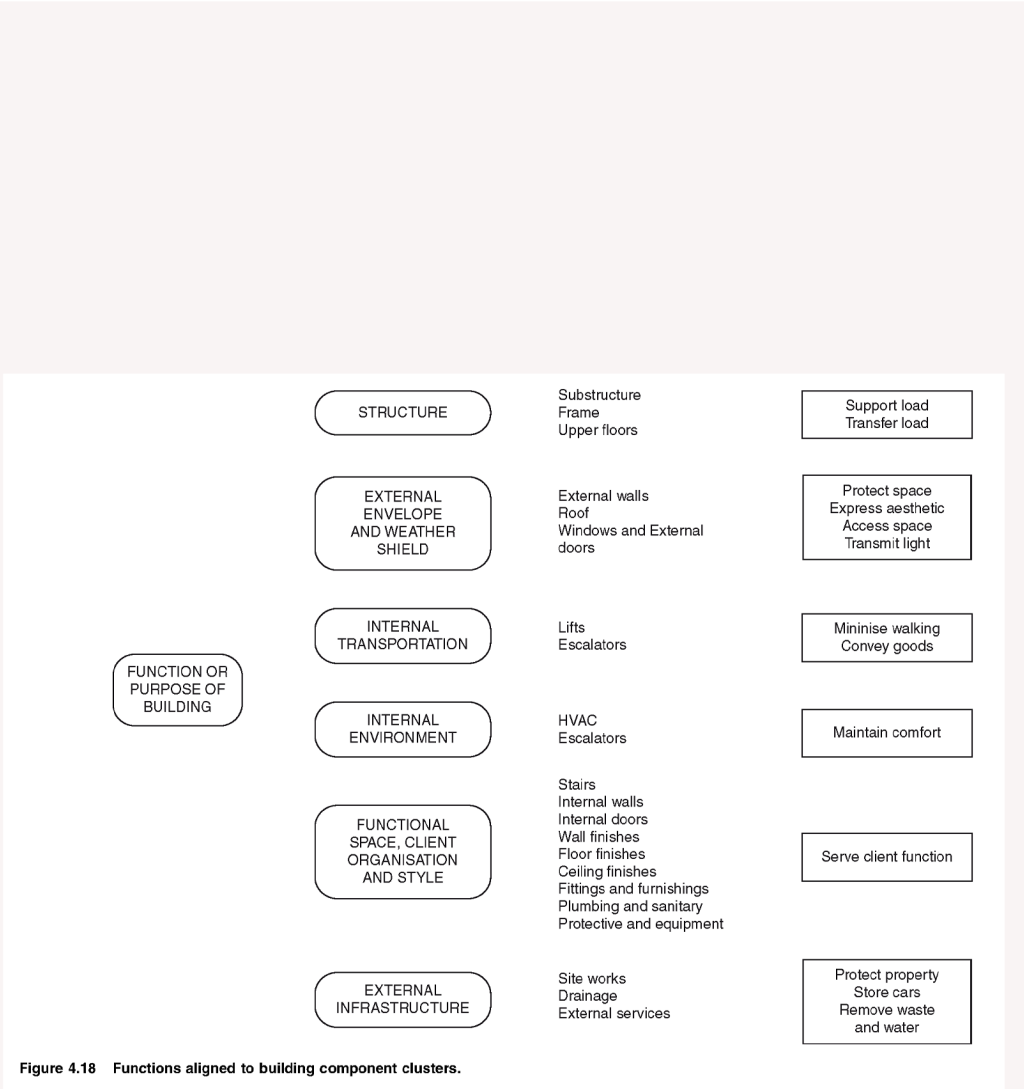 STRUCTURE
Substructure
Frame
Upper floors
Support load
Transfer load
EXTERNAL
ENVELOPE
AND WEATHER
SHIELD
External walls
Roof
Windows and External
doors
Protect space
Express aesthetic
Access space
Transmit light
INTERNAL
TRANSPORTATION
Lifts
Escalators
Mininise walking
Convey goods
FUNCTION OR
PURPOSE OF
BUILDING
INTERNAL
ENVIRONMENT
HVAC
Escalators
Maintain comfort
FUNCTIONAL
SPACE, CLIENT
ORGANISATION
AND STYLE
Stairs
Internal walls
Internal doors
Wall finishes
Floor finishes
Ceiling finishes
Fittings and furnishings
Plumbing and sanitary
Protective and equipment
Serve client function
EXTERNAL
INFRASTRUCTURE
Site works
Drainage
External services
Protect property
Store cars
Remove waste
and water
Figure 4.18 Functions aligned to building component clusters.